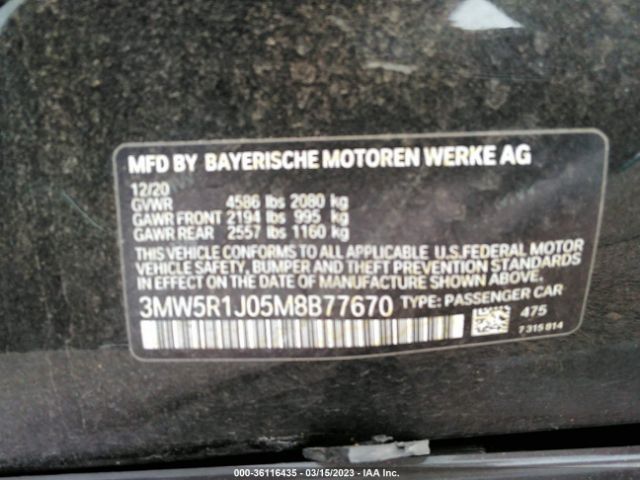 MFD BY BAYERISCHE MOTOREN WERKE AG
12/20
GVWR 4586 lbs 2080 kg
GAWR FRONT 2194 lbs 995 kg
GAWR REAR 2557 lbs 1160 kg
THIS VEHICLE CONFORMS TO ALL APPLICABLE U.S.FEDERAL MOTOR
VEHICLE SAFETY, BUMPER AND THEFT PREVENTION STANDARDS
IN EFFECT ON THE DATE OF MANUFACTURE SHOWN ABOVE.
3MW5R1J05M8B77670 TYPE: PASSENGER CAR
475
7 315 814
000-36116435 - 03/15/2023 - IAA Inc.